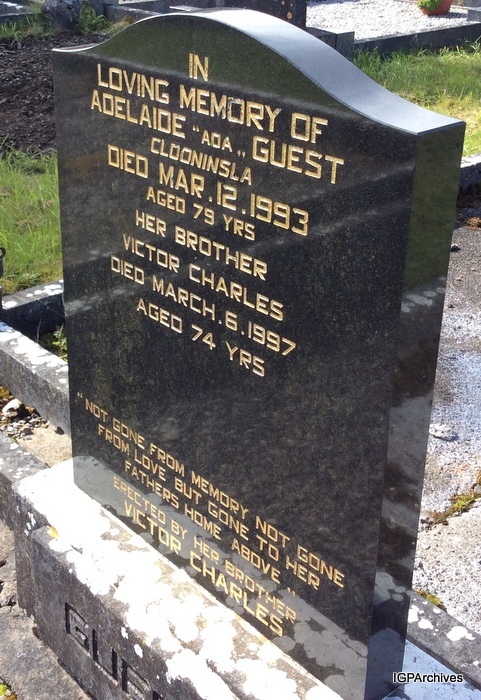 IN
LOVING MEMORY OF
ADELAIDE "ADA" GUEST
CLOONINSLA
DIED MAR. 12. 1993
AGED 79 YRS
HER BROTHER
VICTOR CHARLES
DIED MARCH. 6. 1997
AGED 74 YRS
"NOT GONE FROM MEMORY NOT GONE
FROM LOVE BUT GONE TO HER
FATHERS HOME ABOVE"
ERECTED BY HER BROTHER
VICTOR CHARLES
IGPArchives